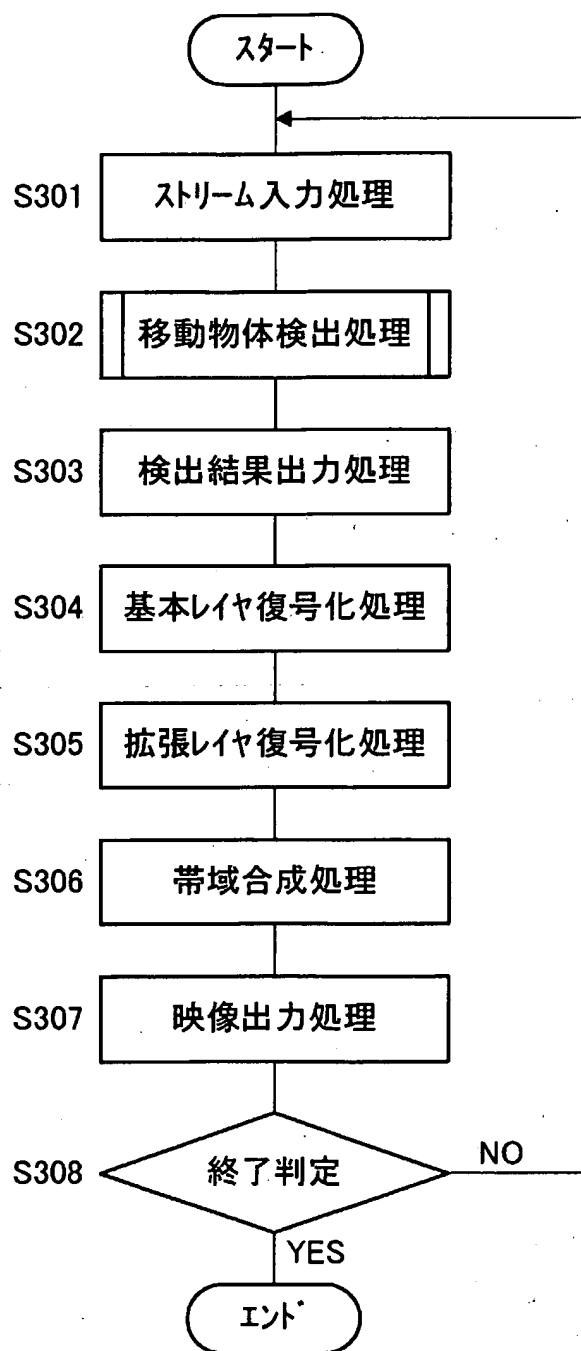 スタート
S301 ストリーム入力処理
S302 移動物体検出処理
S303 検出結果出力処理
S304 基本レイヤ復号化処理
S305 拡張レイヤ復号化処理
S306 帯域合成処理
S307 映像出力処理
S308 終了判定 NO
YES
エンド